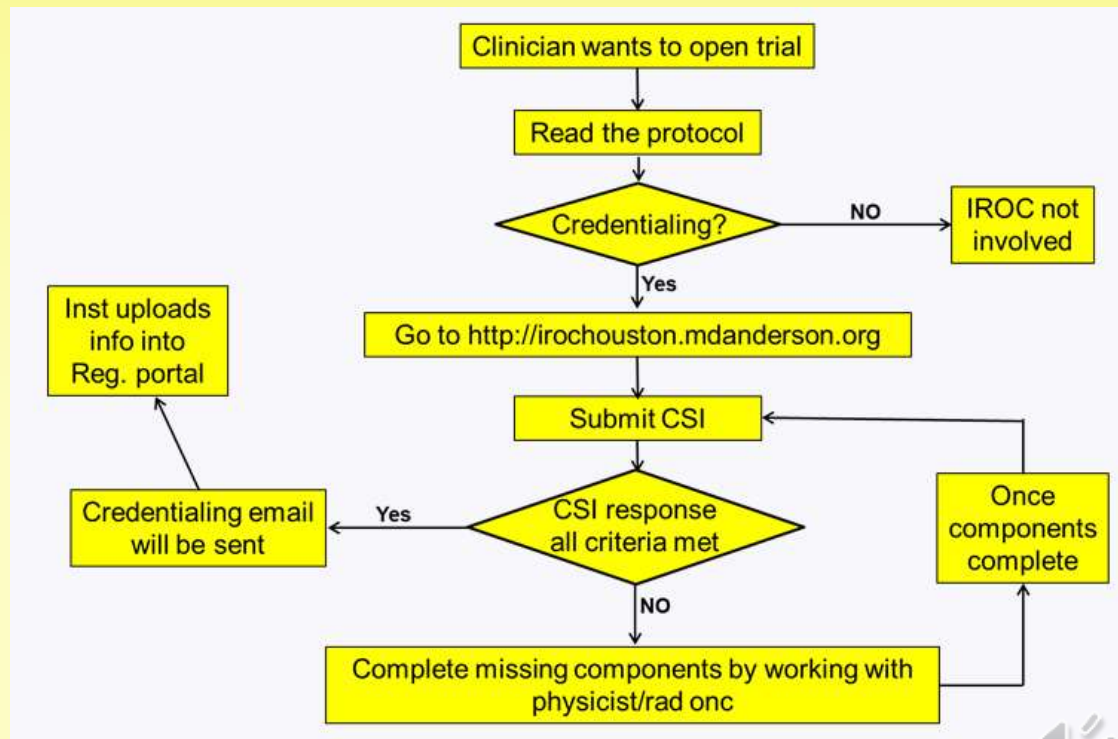 Clinician wants to open trial
Read the protocol
Credentialing?
NO
IROC not
involved
Yes
Go to http://irochouston.mdanderson.org
Submit CSI
CSI response
all criteria met
Yes
Credentialing email
will be sent
Inst uploads
info into
Reg. portal
NO
Complete missing components by working with
physicist/rad onc
Once
components
complete